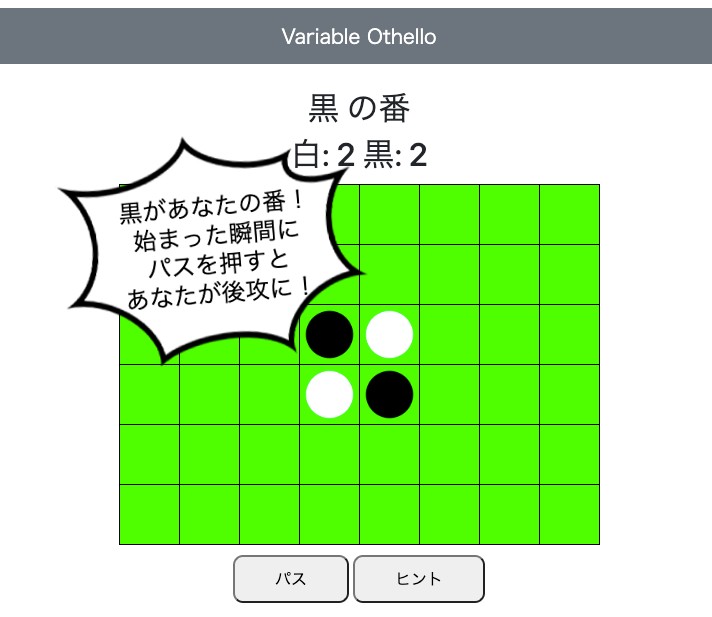 Variable Othello
黒 の番
白: 2 黒: 2
黒があなたの番！
始まった瞬間に
パスを押すと
あなたが後攻に！
パス
ヒント